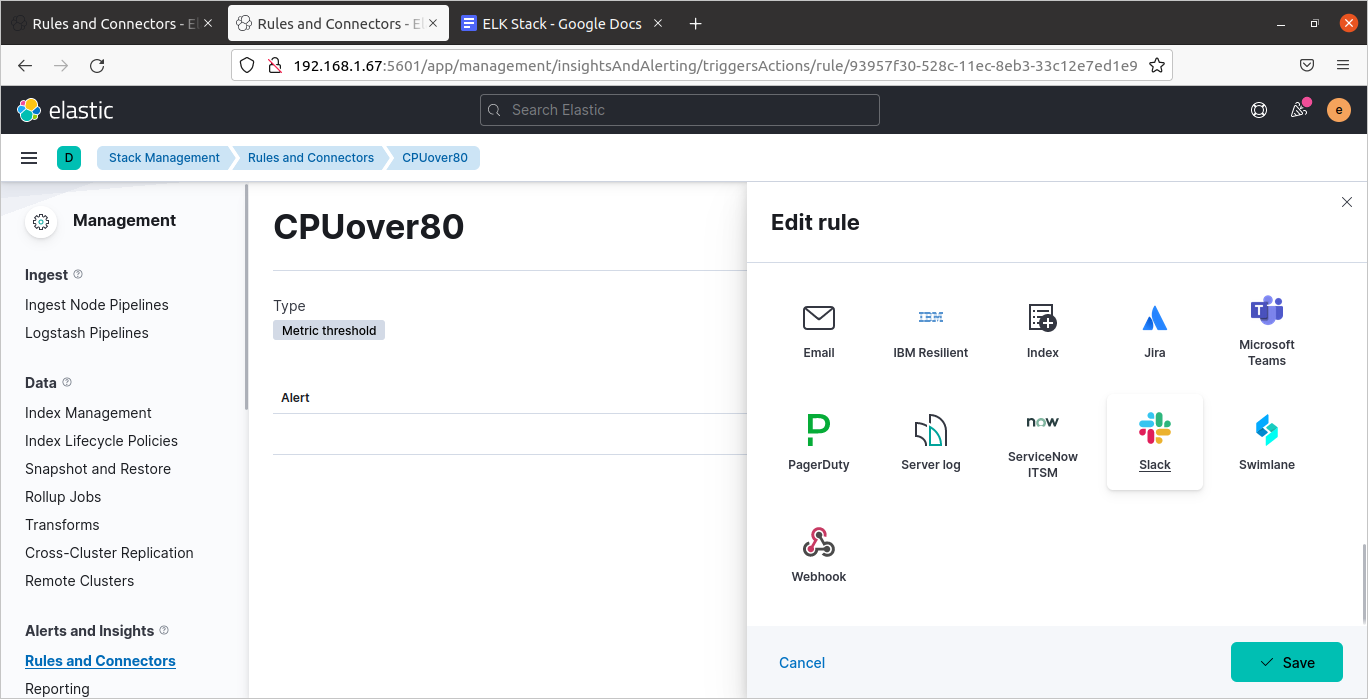 Rules and Connectors - El
Rules and Connectors - E
ELK Stack - Google Docs
192.168.1.67:5601/app/management/insightsAndAlerting/triggersActions/rule/93957f30-528c-11ec-8eb3-33c12e7ed1e9
elastic
Search Elastic
e
D
Stack Management
Rules and Connectors
CPUover80
Management
Ingest
Ingest Node Pipelines
Logstash Pipelines
Data
Index Management
Index Lifecycle Policies
Snapshot and Restore
Rollup Jobs
Transforms
Cross-Cluster Replication
Remote Clusters
Alerts and Insights
Rules and Connectors
Reporting
CPUover80
Type
Metric threshold
Alert
Edit rule
Email
IBM
IBM Resilient
Index
Jira
T
Microsoft
Teams
P
PagerDuty
Server log
now
ServiceNow
ITSM
Slack
Swimlane
Webhook
Cancel
Save